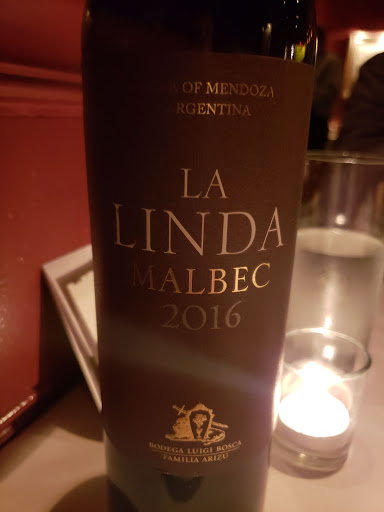 OF MENDOZA
ARGENTINA
LA
LINDA
MALBEC
2016
BODEGA LUIGI BOSCA
FAMILIA ARIZU